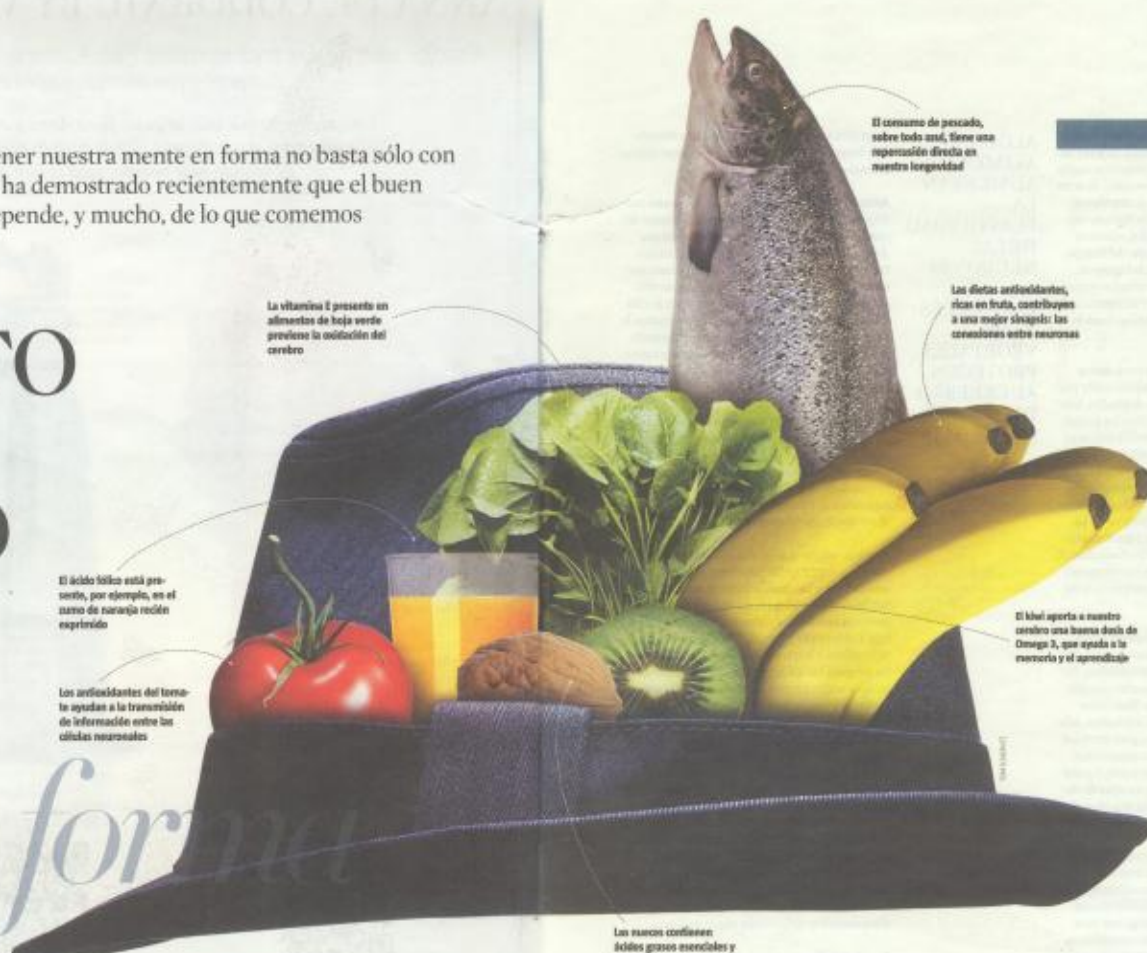 ener nuestra mente en forma no basta sólo con
ha demostrado recientemente que el buen
epende, y mucho, de lo que comemos
TO
O
El consumo de pescado,
sobre todo azul, tiene una
repercusión directa en
nuestra longevidad
La vitamina E presente en
alimentos de hoja verde
previene la oxidación del
cerebro
Las dietas antioxidantes,
ricas en fruta, contribuyen
a una mejor sinapsis: las
conexiones entre neuronas
El ácido fólico está pre-
sente, por ejemplo, en el
zumo de naranja recién
exprimido
El kiwi aporta a nuestro
cerebro una buena dosis de
Omega 3, que ayuda a la
memoria y el aprendizaje
Los antioxidantes del toma-
te ayudan a la transmisión
de información entre las
células neuronales
forma
Las nueces contienen
ácidos grasos esenciales y